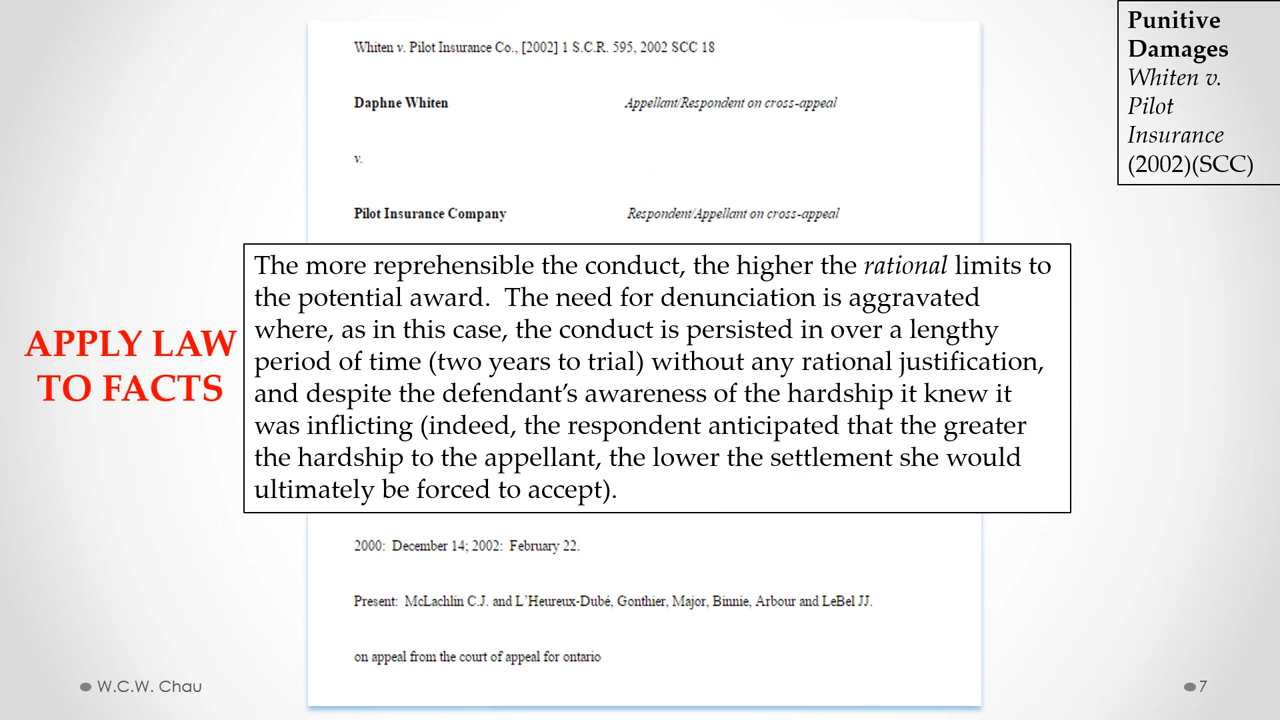 Whiten v. Pilot Insurance Co., [2002] 1 S.C.R. 595, 2002 SCC 18
Daphne Whiten Appellant/Respondent on cross-appeal
v.
Pilot Insurance Company Respondent/Appellant on cross-appeal
Punitive
Damages
Whiten v.
Pilot
Insurance
(2002)(SCC)
APPLY LAW
TO FACTS
The more reprehensible the conduct, the higher the rational limits to
the potential award.  The need for denunciation is aggravated
where, as in this case, the conduct is persisted in over a lengthy
period of time (two years to trial) without any rational justification,
and despite the defendant’s awareness of the hardship it knew it
was inflicting (indeed, the respondent anticipated that the greater
the hardship to the appellant, the lower the settlement she would
ultimately be forced to accept).
2000:  December 14; 2002:  February 22.
Present:  McLachlin C.J. and L’Heureux-Dubé, Gonthier, Major, Binnie, Arbour and LeBel JJ.
on appeal from the court of appeal for ontario
W.C.W. Chau
7